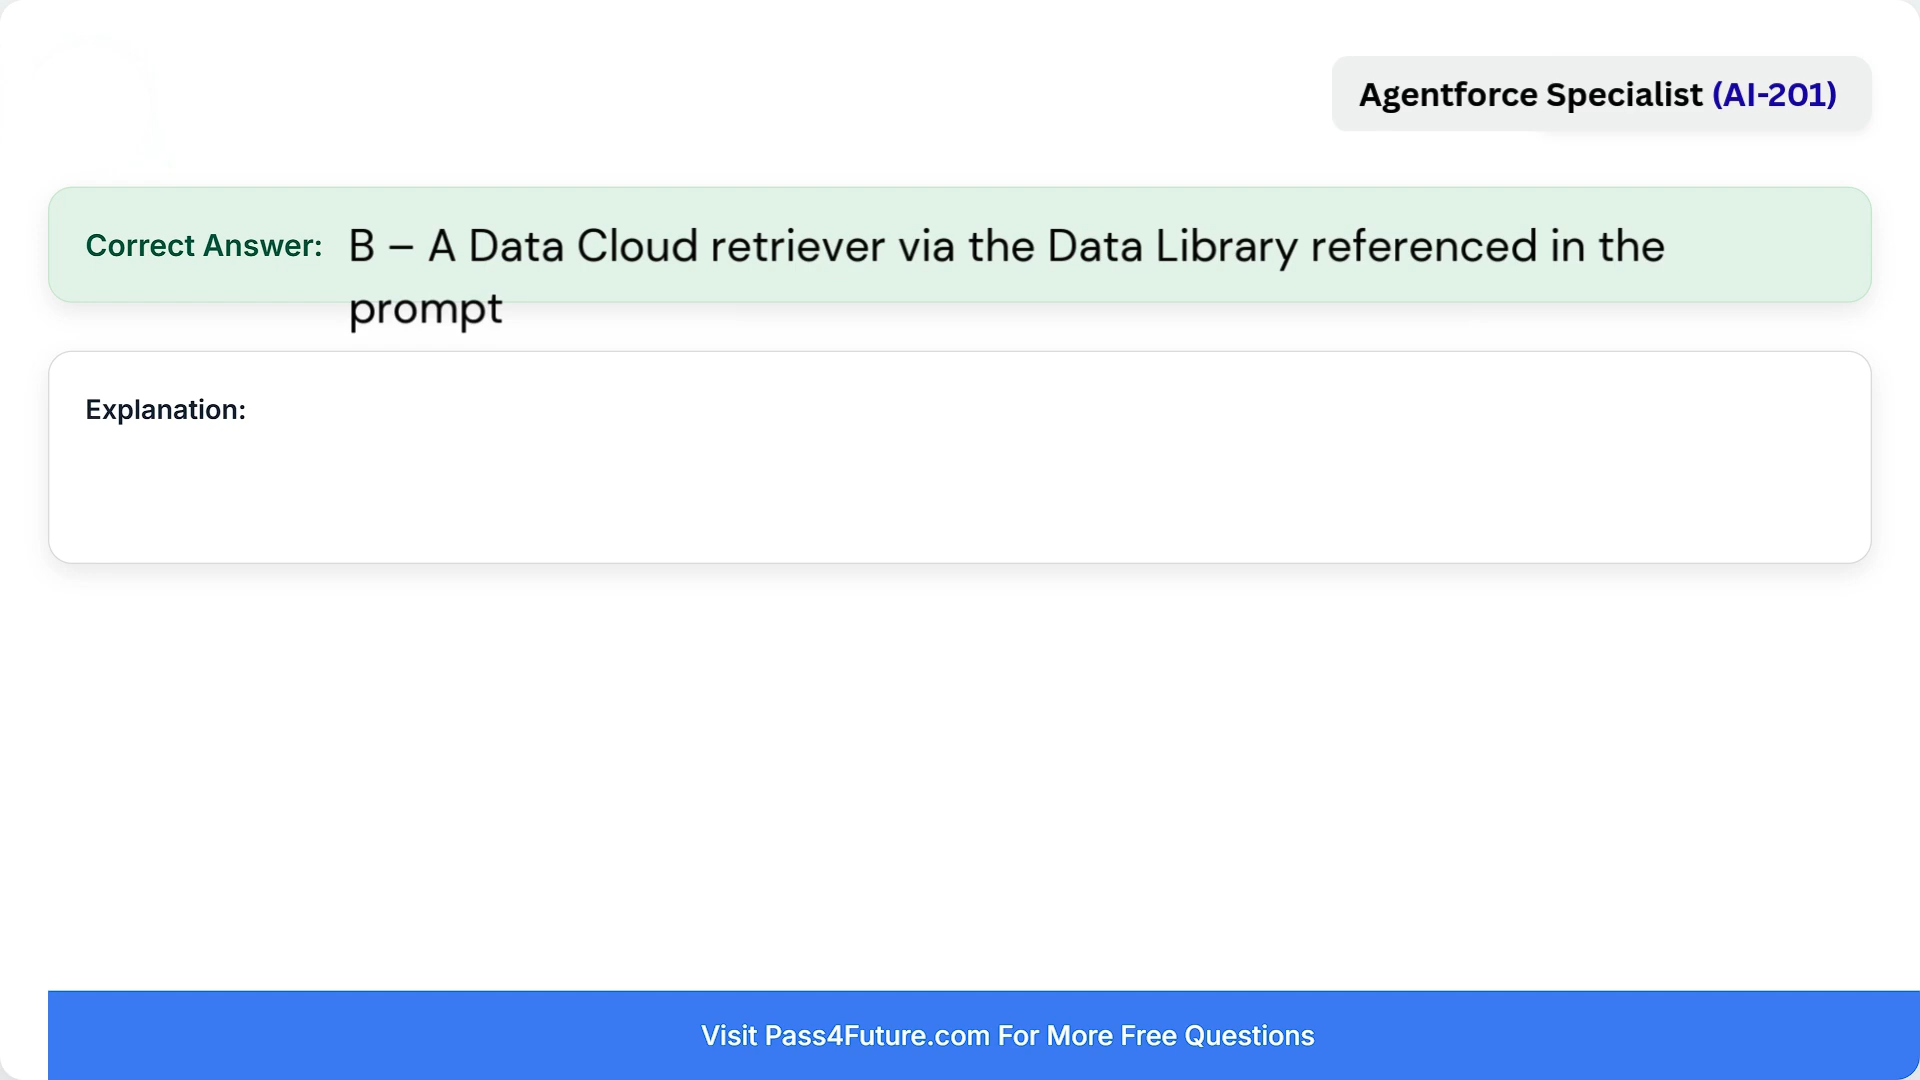 Agentforce Specialist (AI-201)
Correct Answer: B – A Data Cloud retriever via the Data Library referenced in the
prompt
Explanation:
Visit Pass4Future.com For More Free Questions